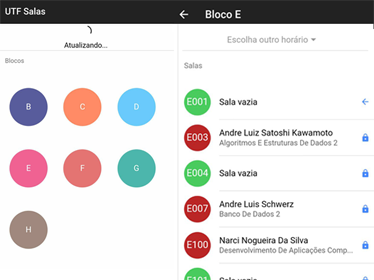 UTF Salas
Atualizando...
Blocos
B
C
D
E
F
G
H
Bloco E
Escolha outro horário
Salas
E001
Sala vazia
E003
Andre Luiz Satoshi Kawamoto
Algoritmos E Estruturas De Dados 2
E004
Sala vazia
E007
Andre Luis Schwerz
Banco De Dados 2
E100
Narci Nogueira Da Silva
Desenvolvimento De Aplicações Comp...
E101
Sala vazia